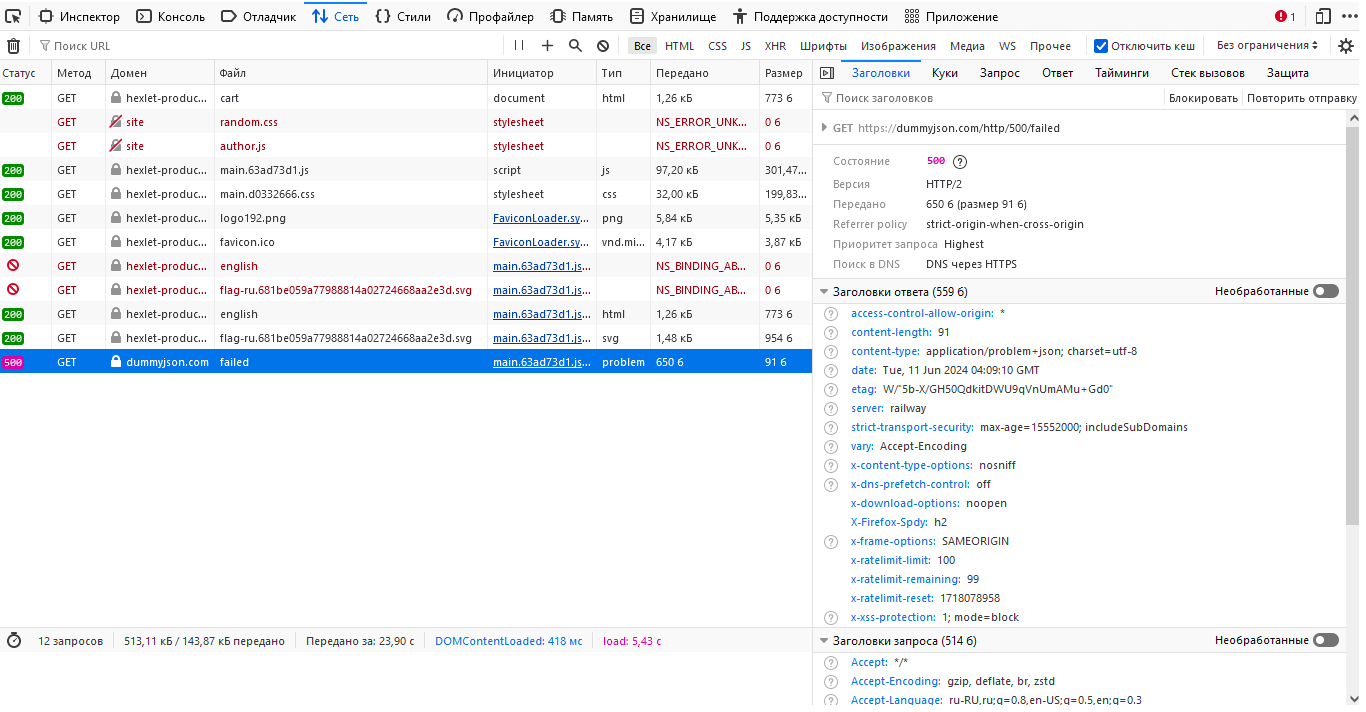 Инспектор Консоль Отладчик Сеть Стили Профайлер Память Хранилище Поддержка доступности Приложение 1
Поиск URL Все HTML CSS JS XHR Шрифты Изображения Медиа WS Прочее Отключить кеш Без ограничения
Статус Метод Домен Файл Инициатор Тип Передано Размер
200 GET hexlet-produc... cart document html 1,26 кБ 773 б
GET site random.css stylesheet NS_ERROR_UNK... 0 б
GET site author.js stylesheet NS_ERROR_UNK... 0 б
200 GET hexlet-produc... main.63ad73d1.js script js 97,20 кБ 301,47...
200 GET hexlet-produc... main.d0332666.css stylesheet css 32,00 кБ 199,83...
200 GET hexlet-produc... logo192.png FaviconLoader.sy... png 5,84 кБ 5,35 кБ
200 GET hexlet-produc... favicon.ico FaviconLoader.sy... vnd.mi... 4,17 кБ 3,87 кБ
GET hexlet-produc... english main.63ad73d1.js... NS_BINDING_AB... 0 б
GET hexlet-produc... flag-ru.681be059a77988814a02724668aa2e3d.svg main.63ad73d1.js... NS_BINDING_AB... 0 б
200 GET hexlet-produc... english main.63ad73d1.js... html 1,26 кБ 773 б
200 GET hexlet-produc... flag-ru.681be059a77988814a02724668aa2e3d.svg main.63ad73d1.js... svg 1,48 кБ 954 б
500 GET dummyjson.com failed main.63ad73d1.js... problem 650 б 91 б
12 запросов 513,11 кБ / 143,87 кБ передано Передано за: 23,90 с DOMContentLoaded: 418 мс load: 5,43 с
Заголовки Куки Запрос Ответ Тайминги Стек вызовов Защита
Поиск заголовков Блокировать Повторить отправку
GET https://dummyjson.com/http/500/failed
Состояние 500 ?
Версия HTTP/2
Передано 650 б (размер 91 б)
Referrer policy strict-origin-when-cross-origin
Приоритет запроса Highest
Поиск в DNS DNS через HTTPS
Заголовки ответа (559 б) Необработанные
? access-control-allow-origin: *
? content-length: 91
? content-type: application/problem+json; charset=utf-8
? date: Tue, 11 Jun 2024 04:09:10 GMT
? etag: W/"5b-X/GH50QdkitDWU9qVnUmAMu+Gd0"
? server: railway
? strict-transport-security: max-age=15552000; includeSubDomains
? vary: Accept-Encoding
? x-content-type-options: nosniff
? x-dns-prefetch-control: off
x-download-options: noopen
X-Firefox-Spdy: h2
? x-frame-options: SAMEORIGIN
x-ratelimit-limit: 100
x-ratelimit-remaining: 99
x-ratelimit-reset: 1718078958
? x-xss-protection: 1; mode=block
Заголовки запроса (514 б) Необработанные
? Accept: */*
? Accept-Encoding: gzip, deflate, br, zstd
? Accept-Language: ru-RU,ru;q=0.8,en-US;q=0.5,en;q=0.3